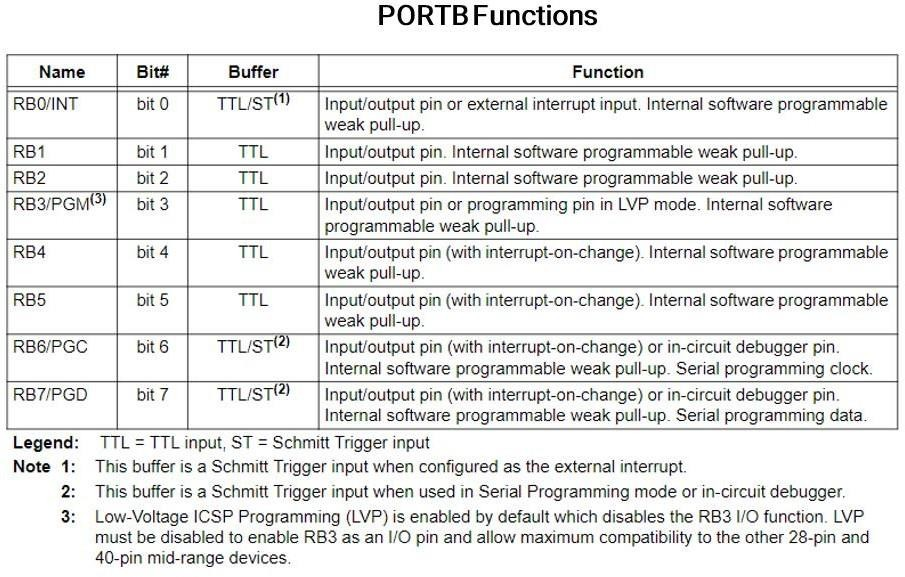 PORTB Functions
Name Bit# Buffer Function
RB0/INT bit 0 TTL/ST(1) Input/output pin or external interrupt input. Internal software programmable
weak pull-up.
RB1 bit 1 TTL Input/output pin. Internal software programmable weak pull-up.
RB2 bit 2 TTL Input/output pin. Internal software programmable weak pull-up.
RB3/PGM(3) bit 3 TTL Input/output pin or programming pin in LVP mode. Internal software
programmable weak pull-up.
RB4 bit 4 TTL Input/output pin (with interrupt-on-change). Internal software programmable
weak pull-up.
RB5 bit 5 TTL Input/output pin (with interrupt-on-change). Internal software programmable
weak pull-up.
RB6/PGC bit 6 TTL/ST(2) Input/output pin (with interrupt-on-change) or in-circuit debugger pin.
Internal software programmable weak pull-up. Serial programming clock.
RB7/PGD bit 7 TTL/ST(2) Input/output pin (with interrupt-on-change) or in-circuit debugger pin.
Internal software programmable weak pull-up. Serial programming data.
Legend: TTL = TTL input, ST = Schmitt Trigger input
Note 1: This buffer is a Schmitt Trigger input when configured as the external interrupt.
2: This buffer is a Schmitt Trigger input when used in Serial Programming mode or in-circuit debugger.
3: Low-Voltage ICSP Programming (LVP) is enabled by default which disables the RB3 I/O function. LVP
must be disabled to enable RB3 as an I/O pin and allow maximum compatibility to the other 28-pin and
40-pin mid-range devices.